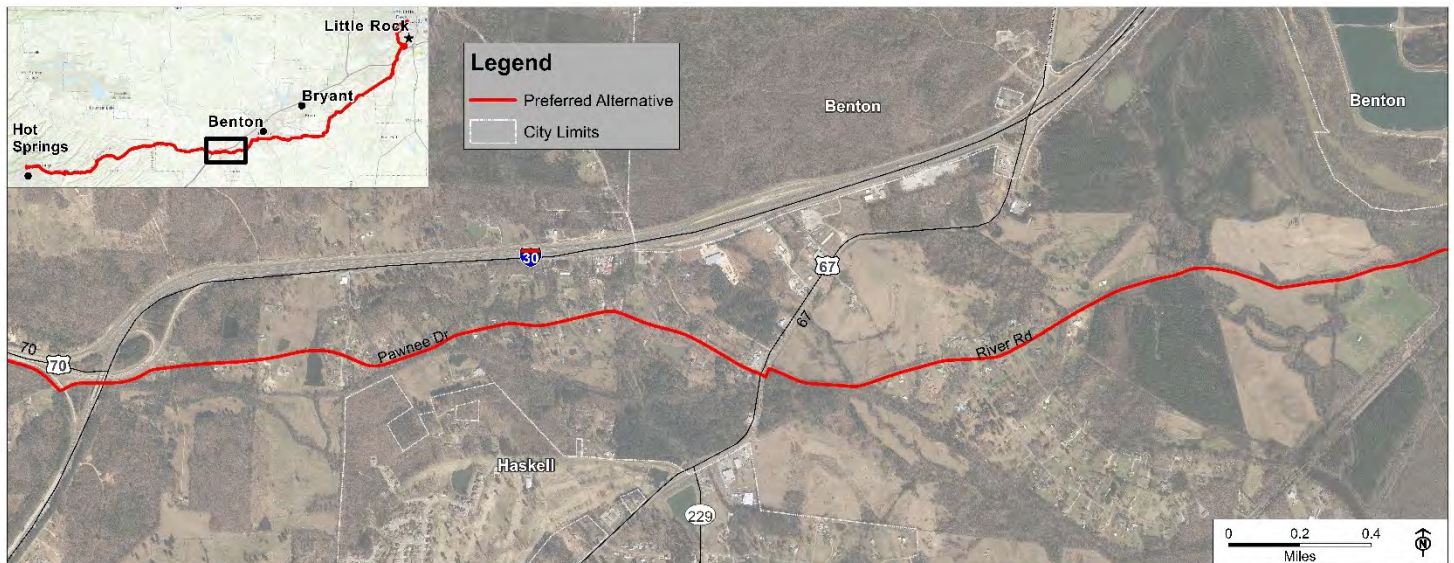 Little Rock
Bryant
Benton
Hot
Springs
Legend
Preferred Alternative
City Limits
Benton
Benton
30
67
67
70
70
Pawnee Dr
River Rd
Haskell
229
0 0.2 0.4
Miles
N